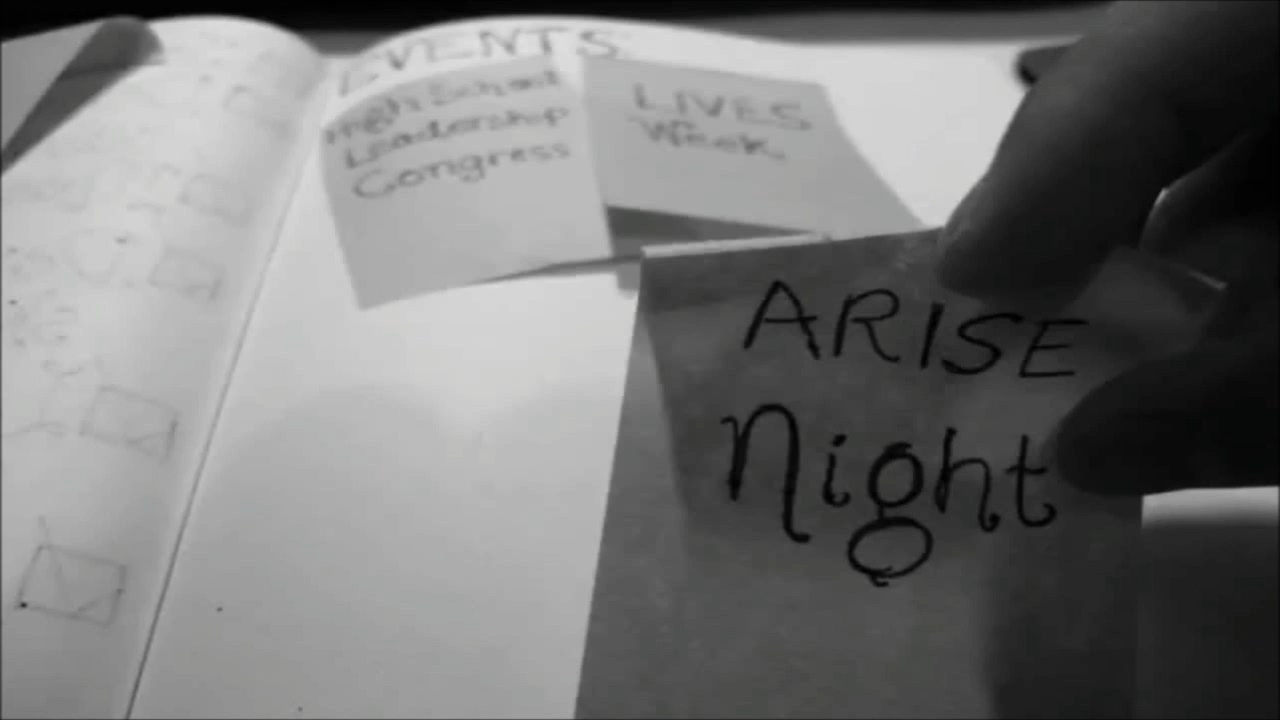 EVENTS
High School
Leadership
Congress
LIVES
Week.
ARISE
Night